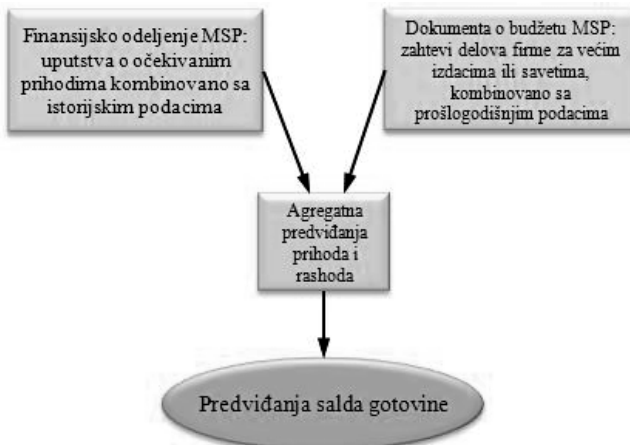 Finansijsko odeljenje MSP:
uputstva o očekivanim
prihodima kombinovano sa
istorijskim podacima
Dokumenta o budžetu MSP:
zahtevi delova firme za većim
izdacima ili savetima,
kombinovano sa
prošlogodišnjim podacima
Agregatna
predviđanja
prihoda i
rashoda
Predviđanja salda gotovine